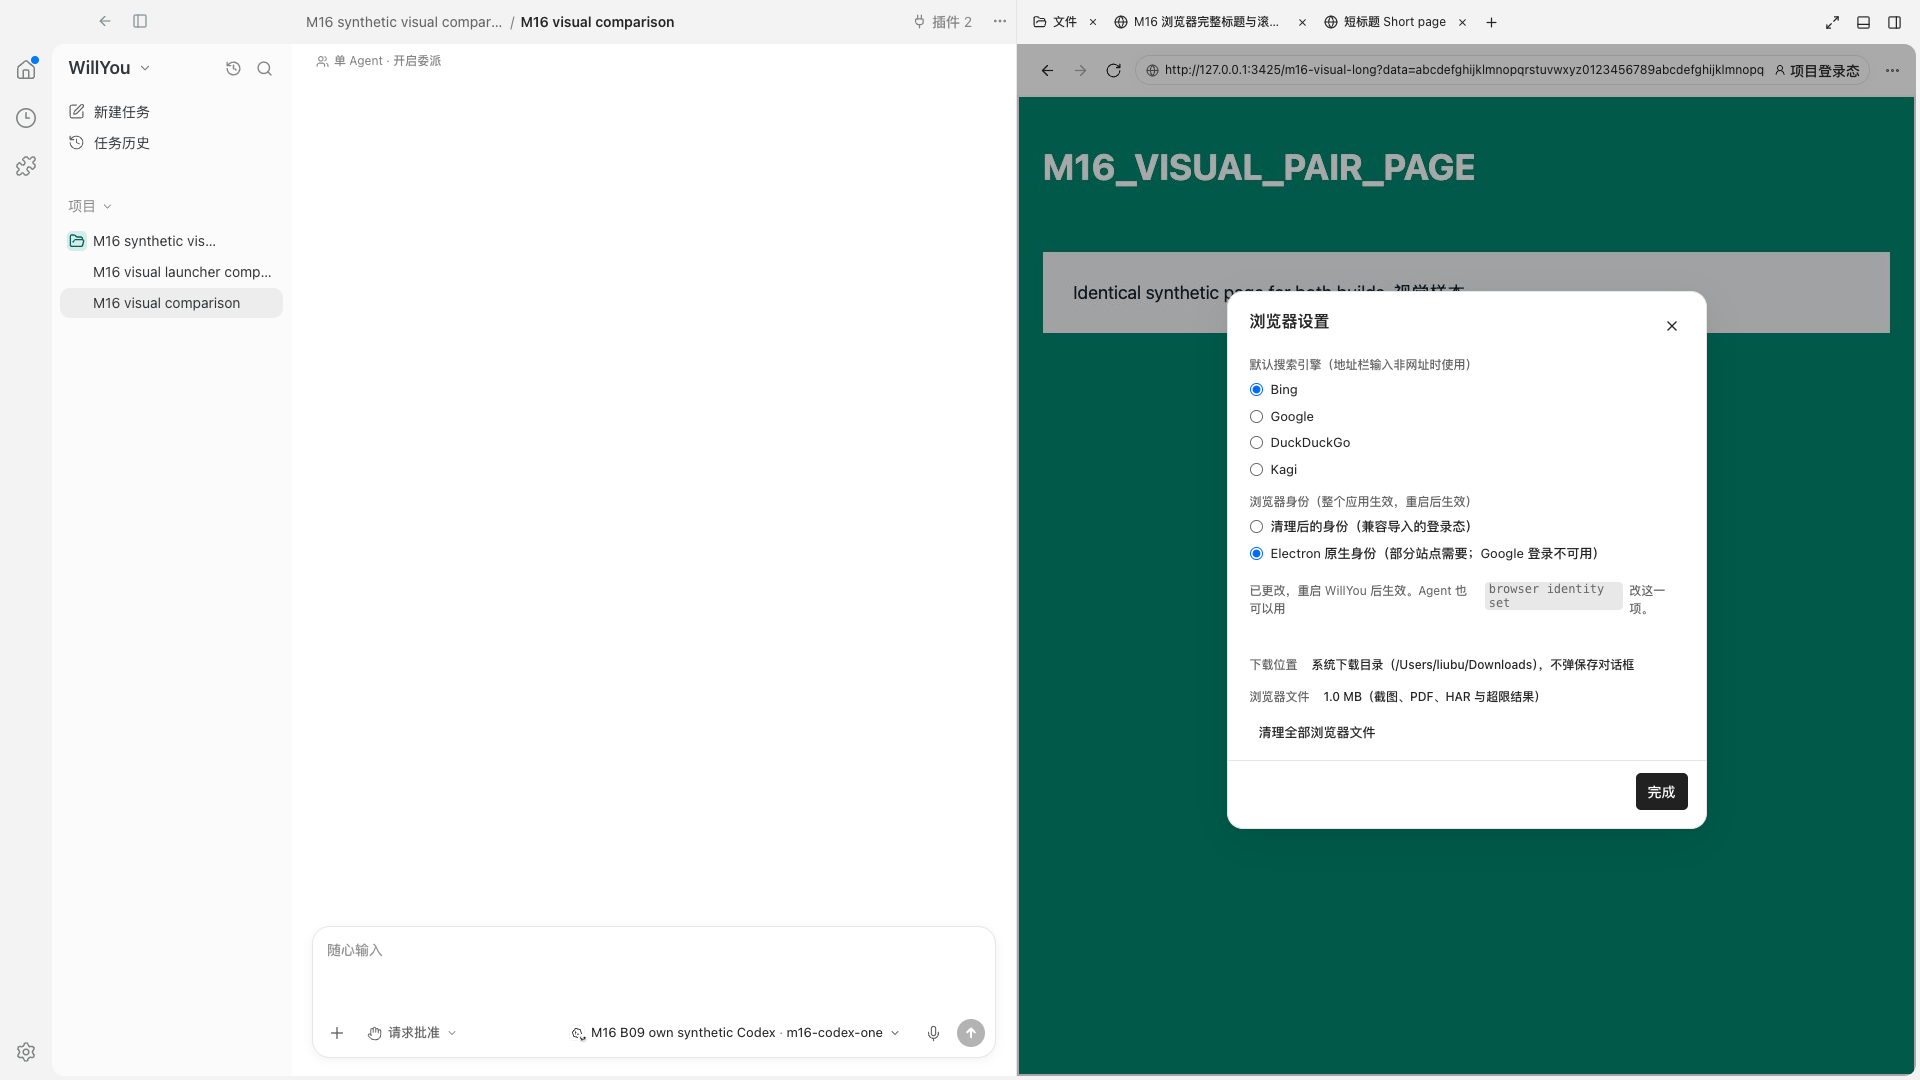 M16 synthetic visual compar... / M16 visual comparison
插件 2
文件
M16 浏览器完整标题与滚...
短标题 Short page
WillYou
新建任务
任务历史
项目
M16 synthetic vis...
M16 visual launcher comp...
M16 visual comparison
单 Agent · 开启委派
随心输入
请求批准
M16 B09 own synthetic Codex · m16-codex-one
http://127.0.0.1:3425/m16-visual-long?data=abcdefghijklmnopqrstuvwxyz0123456789abcdefghijklmnopq
项目登录态
M16_VISUAL_PAIR_PAGE
Identical synthetic page for both builds. 视觉样本
浏览器设置
默认搜索引擎（地址栏输入非网址时使用）
Bing
Google
DuckDuckGo
Kagi
浏览器身份（整个应用生效，重启后生效）
清理后的身份（兼容导入的登录态）
Electron 原生身份（部分站点需要；Google 登录不可用）
已更改，重启 WillYou 后生效。Agent 也
可以用
browser identity
set
改这一
项。
下载位置 系统下载目录（/Users/liubu/Downloads），不弹保存对话框
浏览器文件 1.0 MB（截图、PDF、HAR 与超限结果）
清理全部浏览器文件
完成